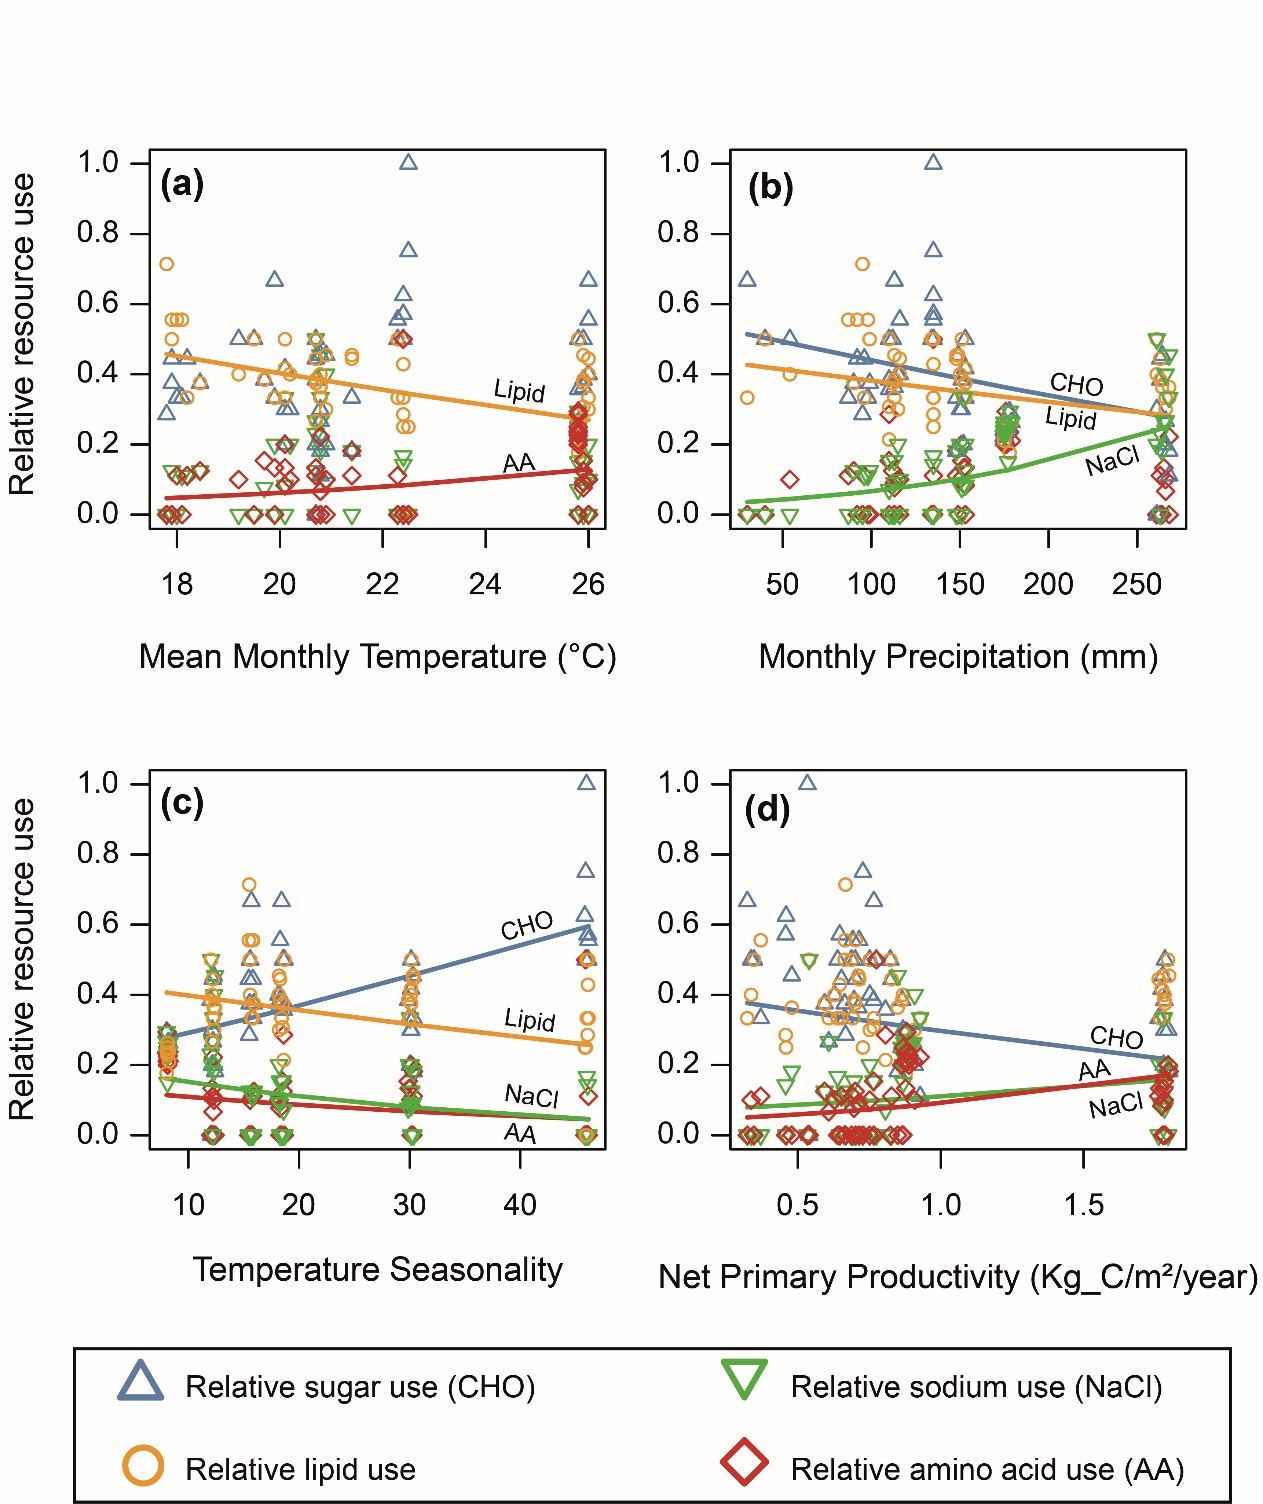 (a)
Relative resource use
1.0
0.8
0.6
0.4
0.2
0.0
Lipid
AA
18 20 22 24 26
Mean Monthly Temperature (°C)
(b)
1.0
0.8
0.6
0.4
0.2
0.0
CHO
Lipid
NaCl
50 100 150 200 250
Monthly Precipitation (mm)
(c)
Relative resource use
1.0
0.8
0.6
0.4
0.2
0.0
CHO
Lipid
NaCl
AA
10 20 30 40
Temperature Seasonality
(d)
1.0
0.8
0.6
0.4
0.2
0.0
CHO
AA
NaCl
0.5 1.0 1.5
Net Primary Productivity (Kg_C/m²/year)
Relative sugar use (CHO)
Relative sodium use (NaCl)
Relative lipid use
Relative amino acid use (AA)